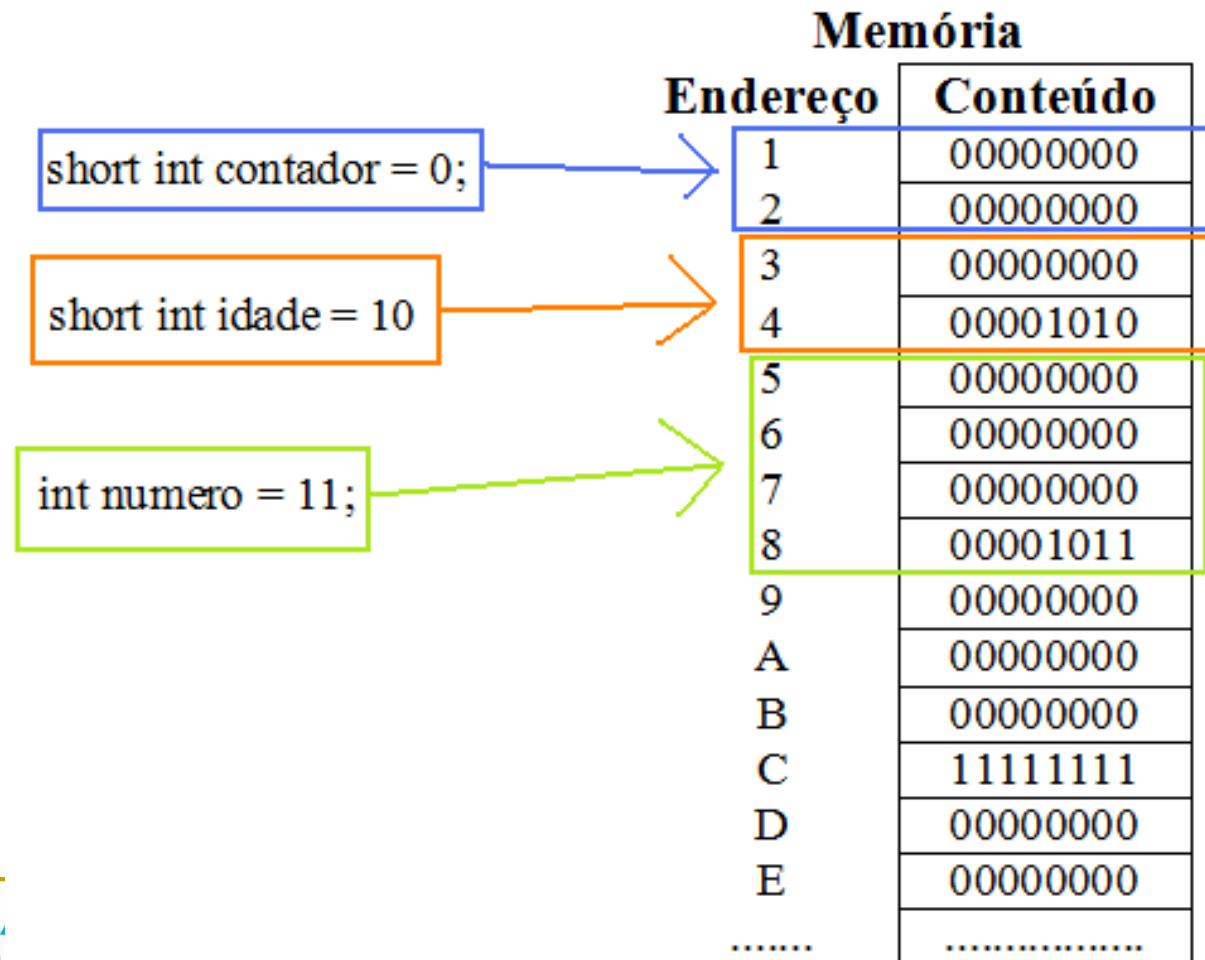 Memória
Endereço Conteúdo
short int contador = 0;
1 00000000
2 00000000
short int idade = 10
3 00000000
4 00001010
int numero = 11;
5 00000000
6 00000000
7 00000000
8 00001011
9 00000000
A 00000000
B 00000000
C 11111111
D 00000000
E 00000000
....... .................